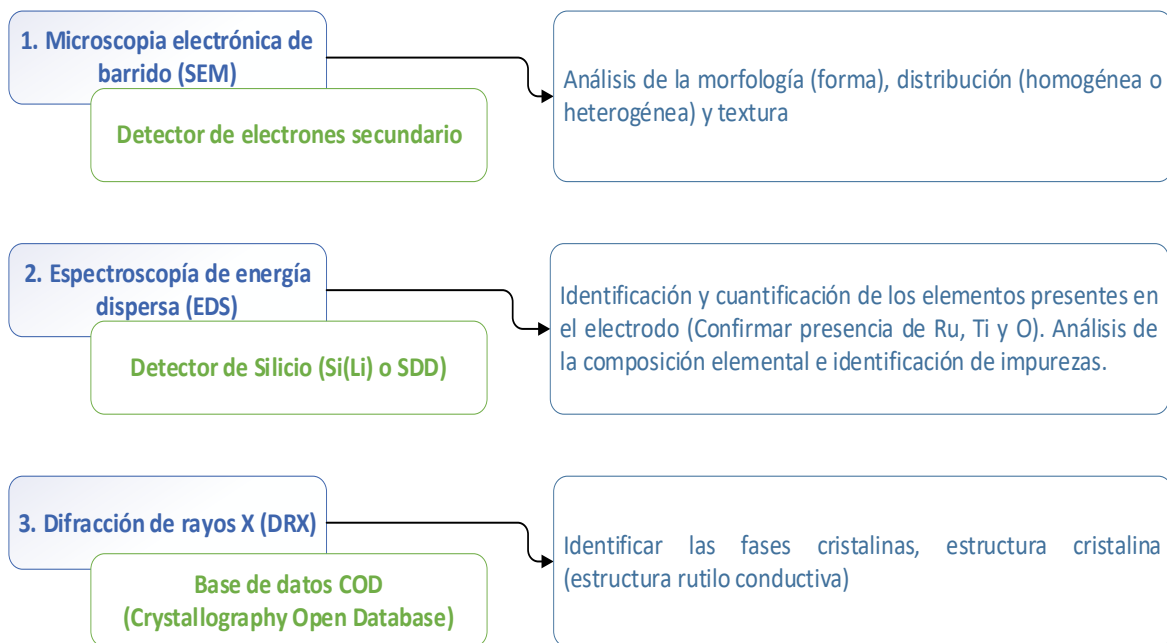 1. Microscopia electrónica de
barrido (SEM)
Detector de electrones secundario
Análisis de la morfología (forma), distribución (homogénea o
heterogénea) y textura
2. Espectroscopía de energía
dispersa (EDS)
Detector de Silicio (Si(Li) o SDD)
Identificación y cuantificación de los elementos presentes en
el electrodo (Confirmar presencia de Ru, Ti y O). Análisis de
la composición elemental e identificación de impurezas.
3. Difracción de rayos X (DRX)
Base de datos COD
(Crystallography Open Database)
Identificar las fases cristalinas, estructura cristalina
(estructura rutilo conductiva)